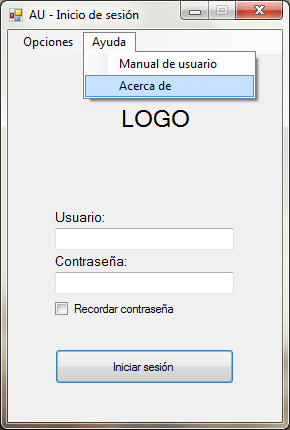 AU - Inicio de sesión
Opciones Ayuda
Manual de usuario
Acerca de
LOGO
Usuario:
Contraseña:
Recordar contraseña
Iniciar sesión